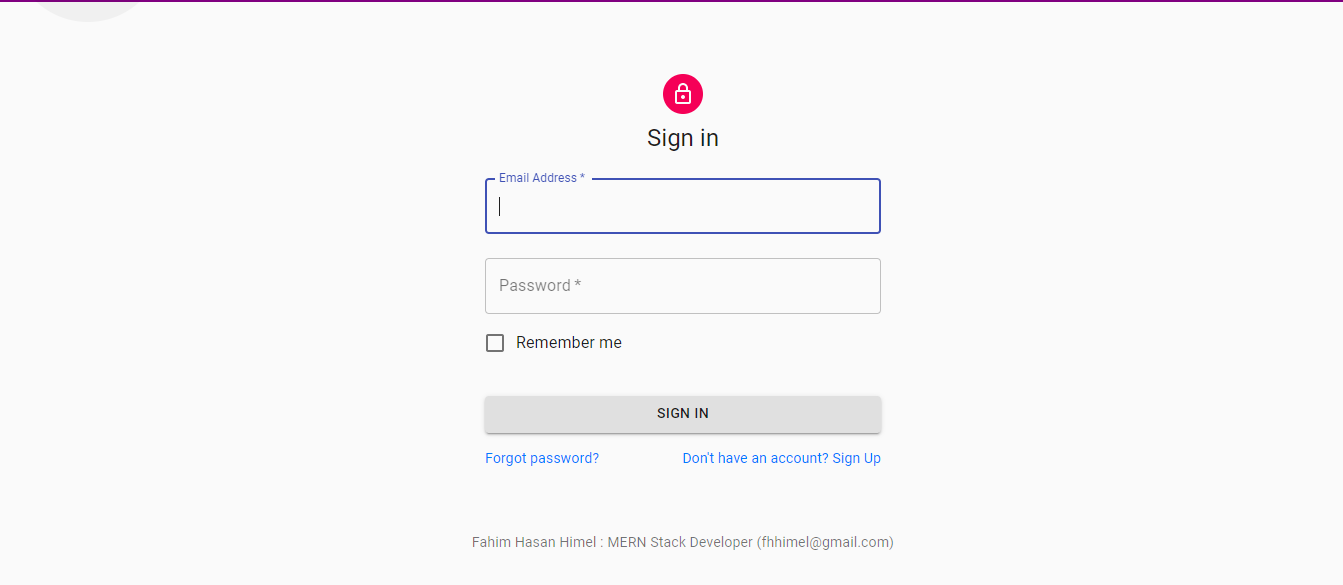 Sign in
Email Address *
Password *
Remember me
SIGN IN
Forgot password?
Don't have an account? Sign Up
Fahim Hasan Himel : MERN Stack Developer (fhhimel@gmail.com)